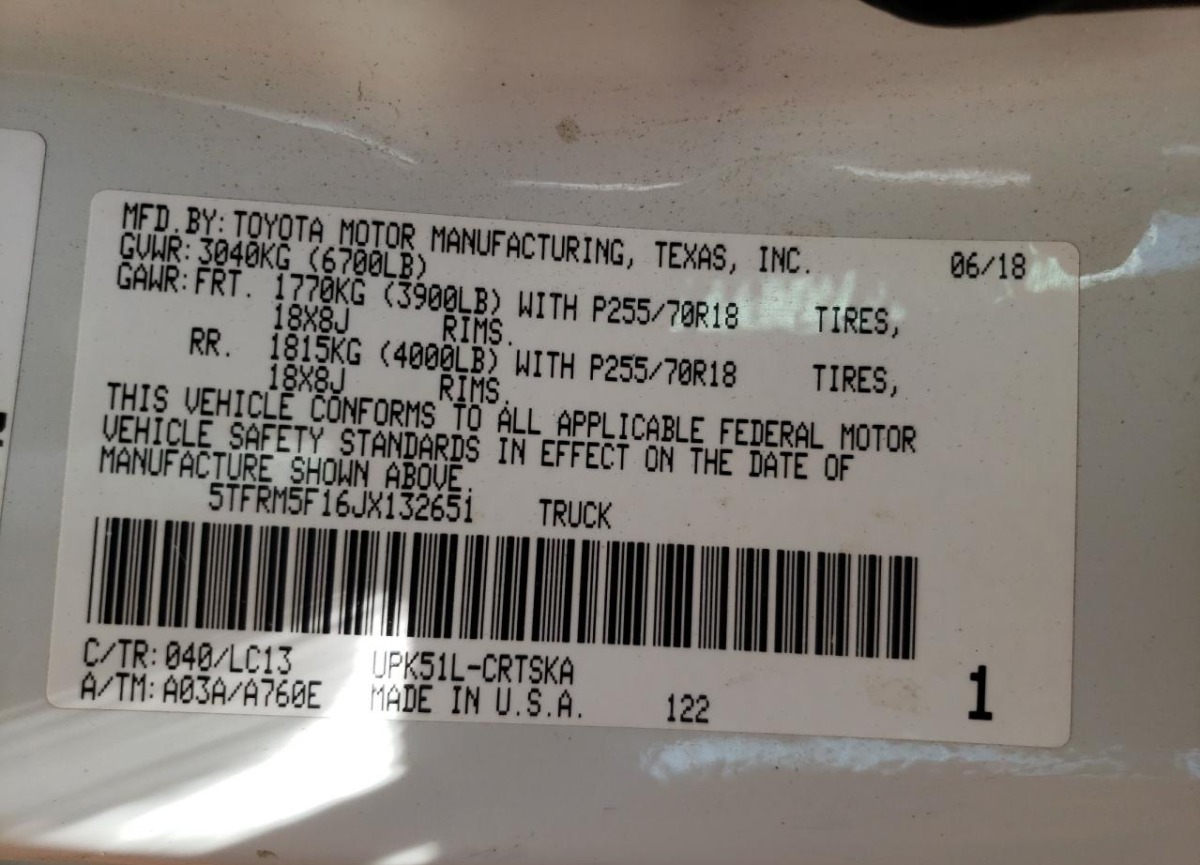 MFD.BY: TOYOTA MOTOR MANUFACTURING, TEXAS, INC. 06/18
GVWR: 3040KG (6700LB)
GAWR: FRT. 1770KG (3900LB) WITH P255/70R18 TIRES,
18X8J RIMS.
RR. 1815KG (4000LB) WITH P255/70R18 TIRES,
18X8J RIMS.
THIS VEHICLE CONFORMS TO ALL APPLICABLE FEDERAL MOTOR
VEHICLE SAFETY STANDARDS IN EFFECT ON THE DATE OF
MANUFACTURE SHOWN ABOVE.
5TFRM5F16JX132651 TRUCK
C/TR: 040/LC13 UPK51L-CRTSKA
A/TM: A03A/A760E MADE IN U.S.A. 122 1